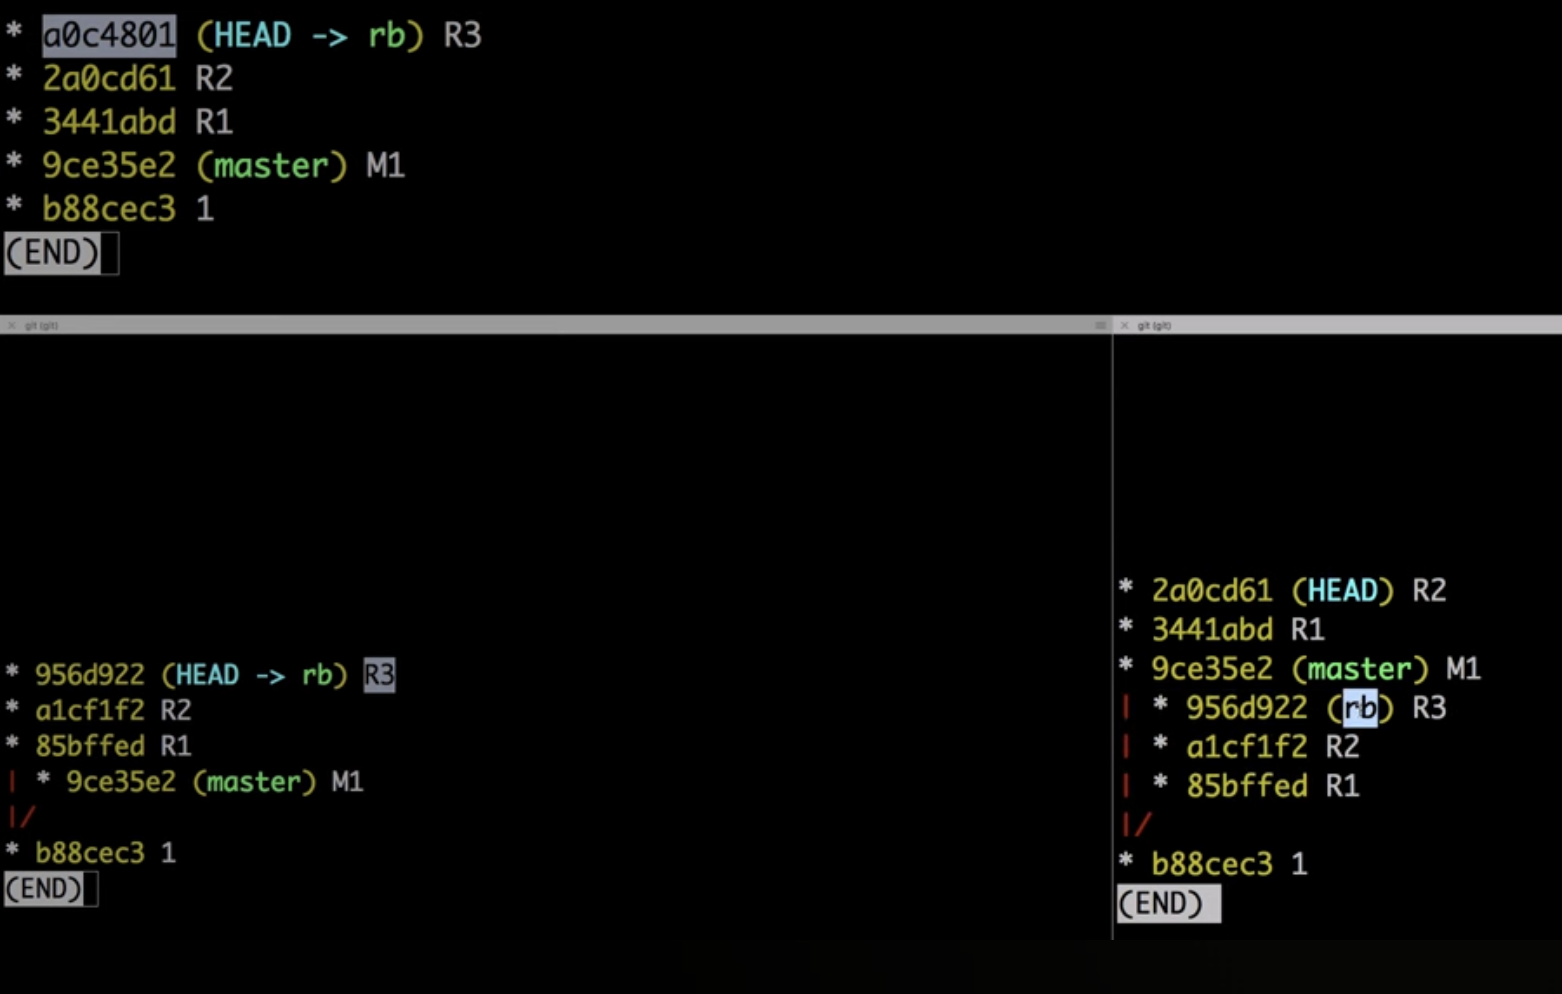 * a0c4801 (HEAD -> rb) R3
* 2a0cd61 R2
* 3441abd R1
* 9ce35e2 (master) M1
* b88cec3 1
(END)
× git (git)
* 956d922 (HEAD -> rb) R3
* a1cf1f2 R2
* 85bffed R1
| * 9ce35e2 (master) M1
|/
* b88cec3 1
(END)
× git (git)
* 2a0cd61 (HEAD) R2
* 3441abd R1
* 9ce35e2 (master) M1
| * 956d922 (rb) R3
| * a1cf1f2 R2
| * 85bffed R1
|/
* b88cec3 1
(END)